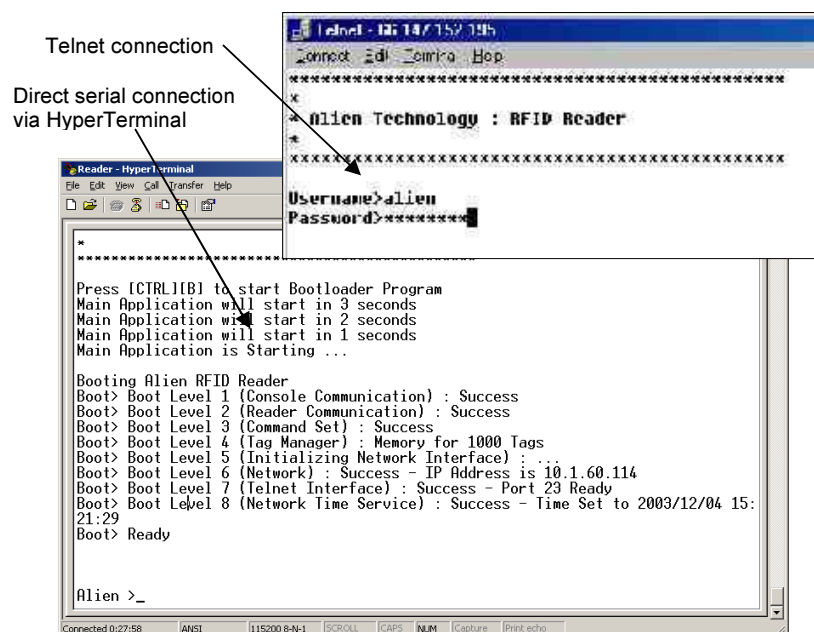 Telnet connection
Direct serial connection
via HyperTerminal
Telnet -
Connect Edit Terminal Help
****************************************************
*
* Alien Technology : RFID Reader
*
****************************************************
Username>alien
Password>********
Reader - HyperTerminal
File Edit View Call Transfer Help
*
**************************************************
Press [CTRL][B] to start Bootloader Program
Main Application will start in 3 seconds
Main Application will start in 2 seconds
Main Application will start in 1 seconds
Main Application is Starting ...
Booting Alien RFID Reader
Boot> Boot Level 1 (Console Communication) : Success
Boot> Boot Level 2 (Reader Communication) : Success
Boot> Boot Level 3 (Command Set) : Success
Boot> Boot Level 4 (Tag Manager) : Memory for 1000 Tags
Boot> Boot Level 5 (Initializing Network Interface) : ...
Boot> Boot Level 6 (Network) : Success - IP Address is 10.1.60.114
Boot> Boot Level 7 (Telnet Interface) : Success - Port 23 Ready
Boot> Boot Level 8 (Network Time Service) : Success - Time Set to 2003/12/04 15:
21:29
Boot> Ready
Alien >_
Connected 0:27:58 ANSI 115200 8-N-1 SCROLL CAPS NUM Capture Print echo